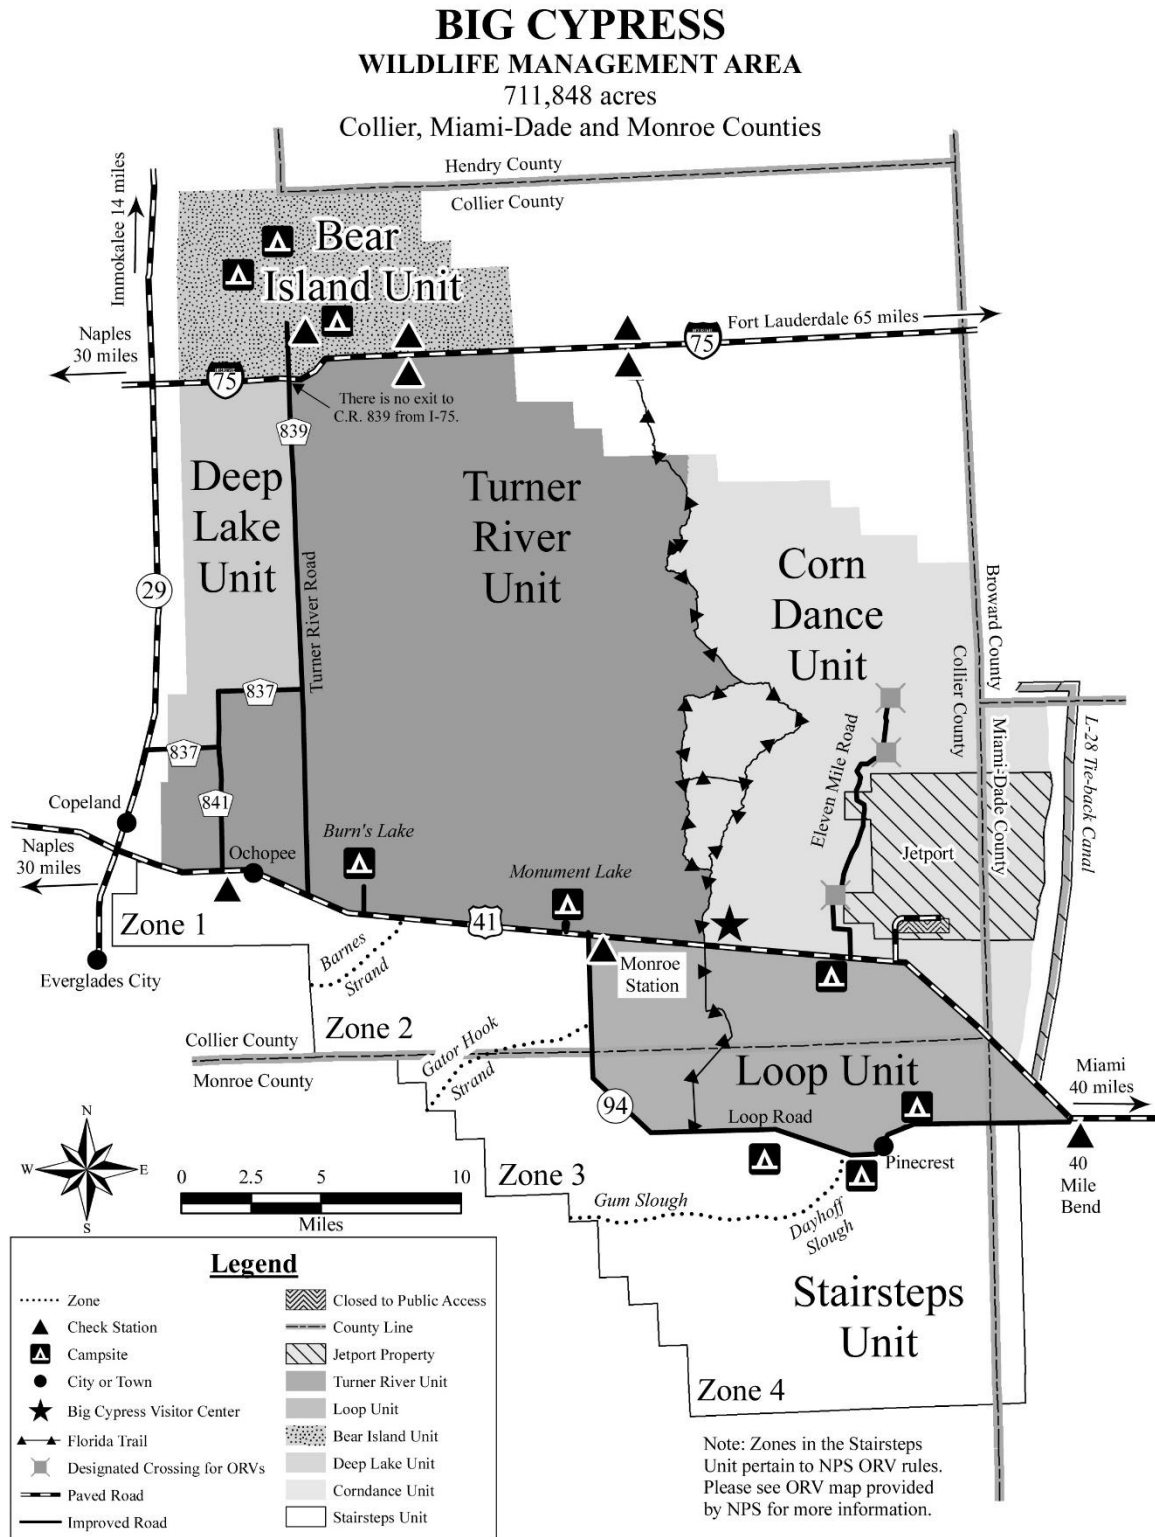 BIG CYPRESS
WILDLIFE MANAGEMENT AREA
711,848 acres
Collier, Miami-Dade and Monroe Counties
Hendry County
Collier County
Immokalee 14 miles
Bear
Island Unit
Naples
30 miles
Fort Lauderdale 65 miles
75
75
There is no exit to
C.R. 839 from I-75.
839
Deep
Lake
Unit
Turner
River
Unit
Corn
Dance
Unit
29
Turner River Road
Broward County
Collier County
Miami-Dade County
L-28 Tie-back Canal
837
837
841
Eleven Mile Road
Jetport
Copeland
Naples
30 miles
Ochopee
Burn's Lake
Monument Lake
41
Zone 1
Everglades City
Barnes
Strand
Monroe
Station
Zone 2
Gator Hook
Strand
Collier County
Monroe County
Loop Unit
Miami
40 miles
94
Loop Road
Pinecrest
40
Mile
Bend
N
W
E
S
0 2.5 5 10
Miles
Zone 3
Gum Slough
Dayhoff
Slough
Stairsteps
Unit
Zone 4
Legend
Zone
Check Station
Campsite
City or Town
Big Cypress Visitor Center
Florida Trail
Designated Crossing for ORVs
Paved Road
Improved Road
Closed to Public Access
County Line
Jetport Property
Turner River Unit
Loop Unit
Bear Island Unit
Deep Lake Unit
Corndance Unit
Stairsteps Unit
Note: Zones in the Stairsteps
Unit pertain to NPS ORV rules.
Please see ORV map provided
by NPS for more information.